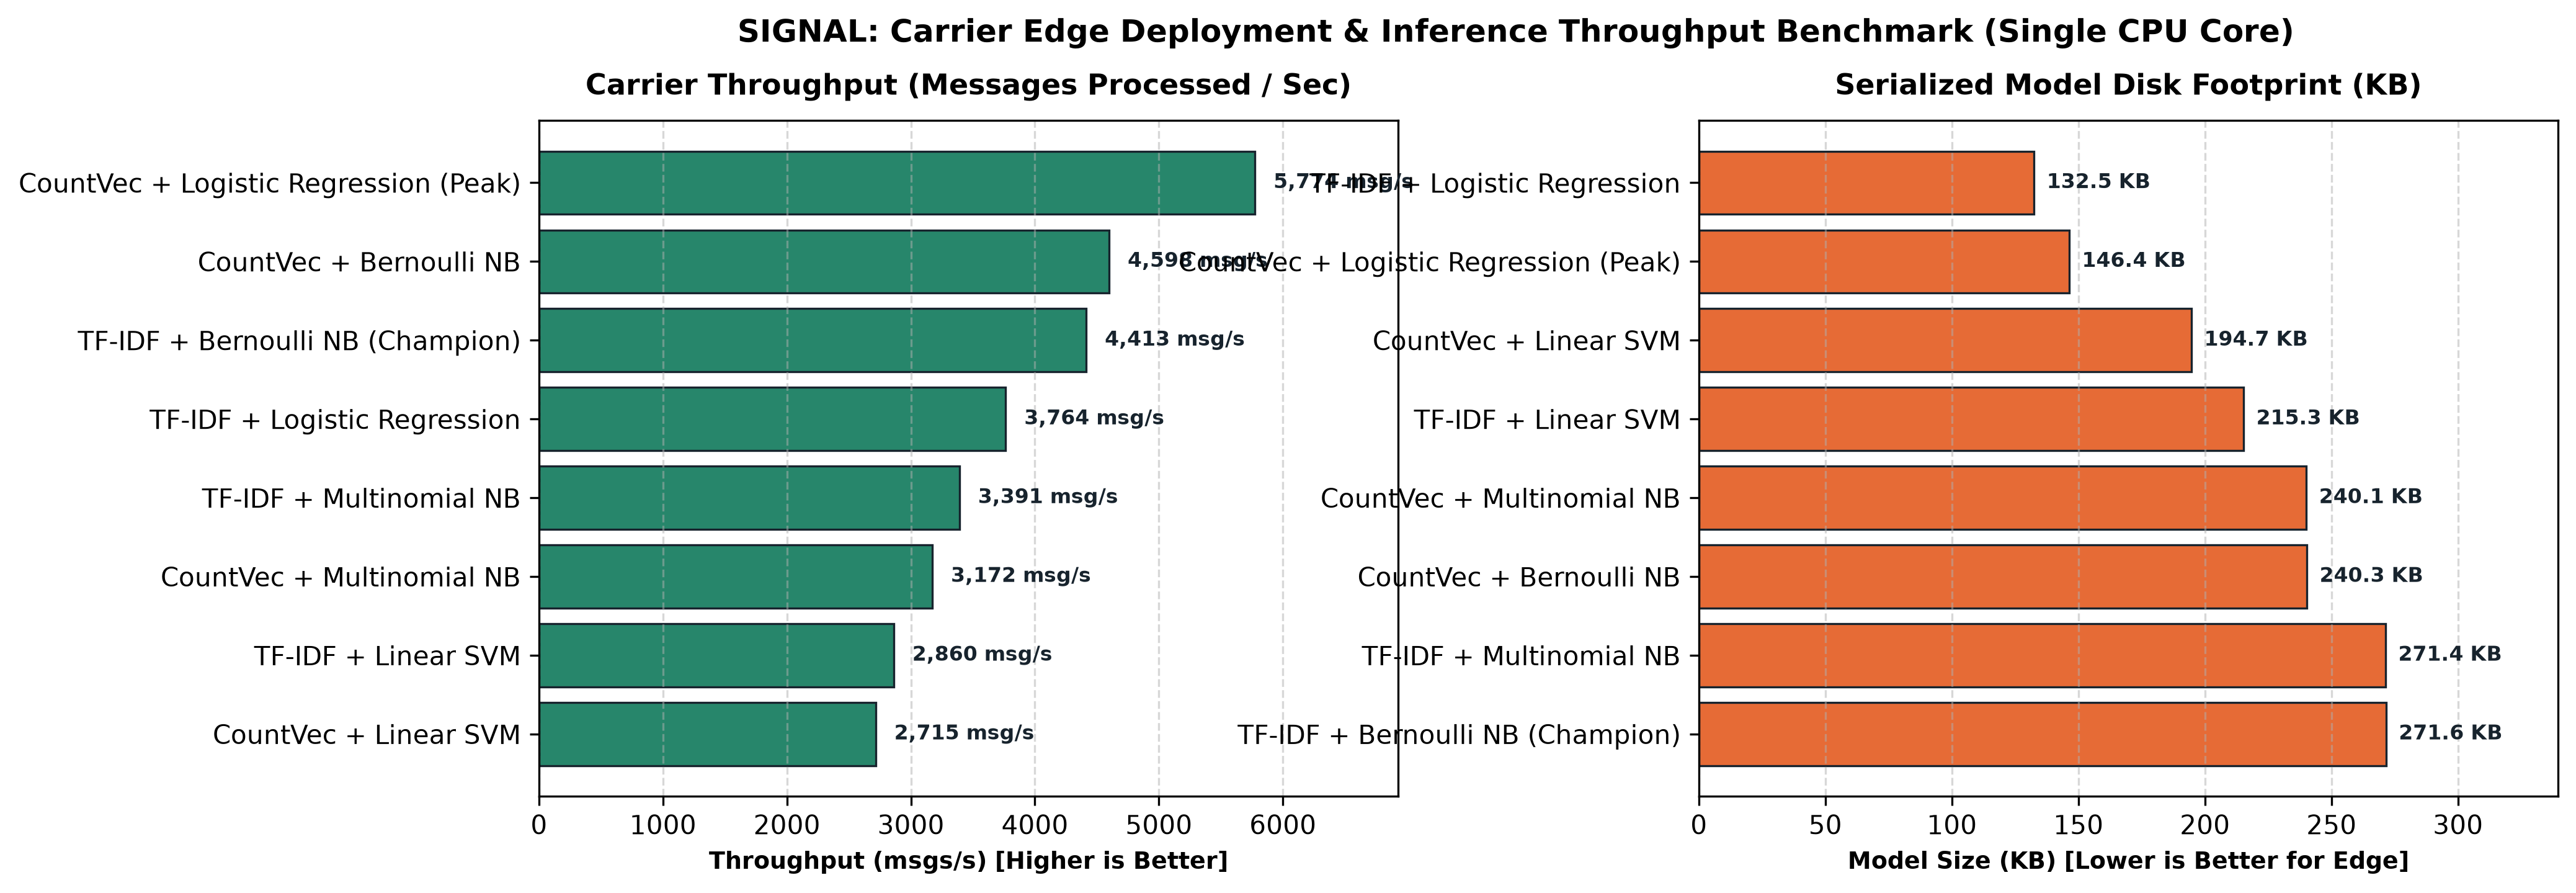 SIGNAL: Carrier Edge Deployment & Inference Throughput Benchmark (Single CPU Core)
Carrier Throughput (Messages Processed / Sec)
CountVec + Logistic Regression (Peak)
5,774 msg/s
CountVec + Bernoulli NB
4,598 msg/s
TF-IDF + Bernoulli NB (Champion)
4,413 msg/s
TF-IDF + Logistic Regression
3,764 msg/s
TF-IDF + Multinomial NB
3,391 msg/s
CountVec + Multinomial NB
3,172 msg/s
TF-IDF + Linear SVM
2,860 msg/s
CountVec + Linear SVM
2,715 msg/s
0 1000 2000 3000 4000 5000 6000
Throughput (msgs/s) [Higher is Better]
Serialized Model Disk Footprint (KB)
TF-IDF + Logistic Regression
132.5 KB
CountVec + Logistic Regression (Peak)
146.4 KB
CountVec + Linear SVM
194.7 KB
TF-IDF + Linear SVM
215.3 KB
CountVec + Multinomial NB
240.1 KB
CountVec + Bernoulli NB
240.3 KB
TF-IDF + Multinomial NB
271.4 KB
TF-IDF + Bernoulli NB (Champion)
271.6 KB
0 50 100 150 200 250 300
Model Size (KB) [Lower is Better for Edge]